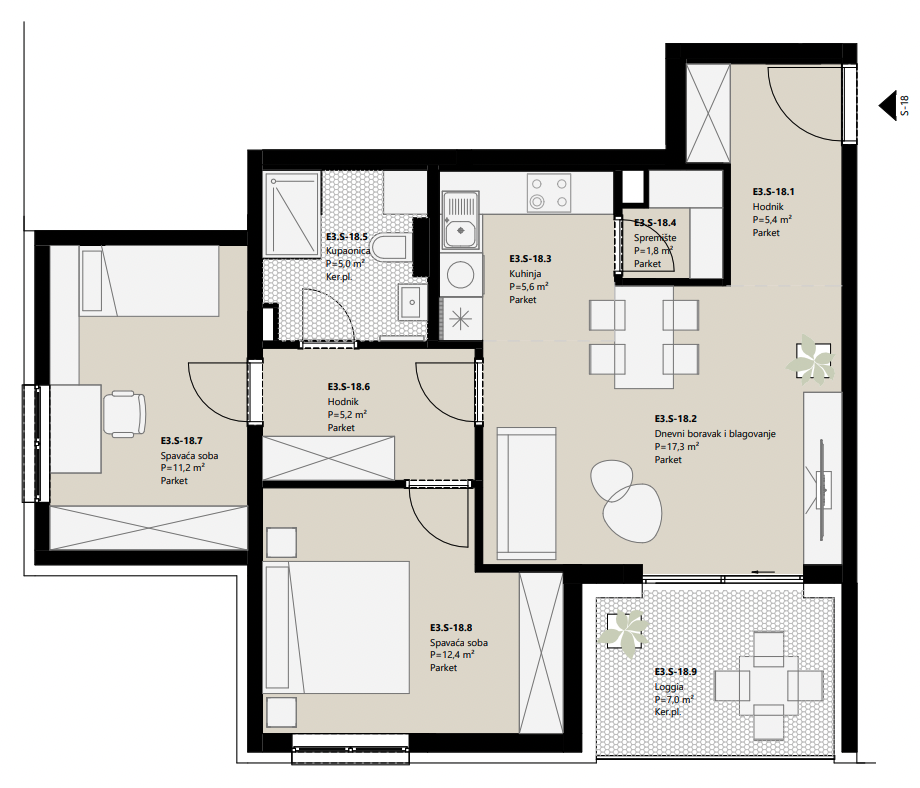 S-18
E3.S-18.1
Hodnik
P=5,4 m²
Parket
E3.S-18.4
Spremište
P=1,8 m²
Parket
E3.S-18.5
Kupaonica
P=5,0 m²
Ker.pl.
E3.S-18.3
Kuhinja
P=5,6 m²
Parket
E3.S-18.6
Hodnik
P=5,2 m²
Parket
E3.S-18.2
Dnevni boravak i blagovanje
P=17,3 m²
Parket
E3.S-18.7
Spavaća soba
P=11,2 m²
Parket
E3.S-18.8
Spavaća soba
P=12,4 m²
Parket
E3.S-18.9
Loggia
P=7,0 m²
Ker.pl.